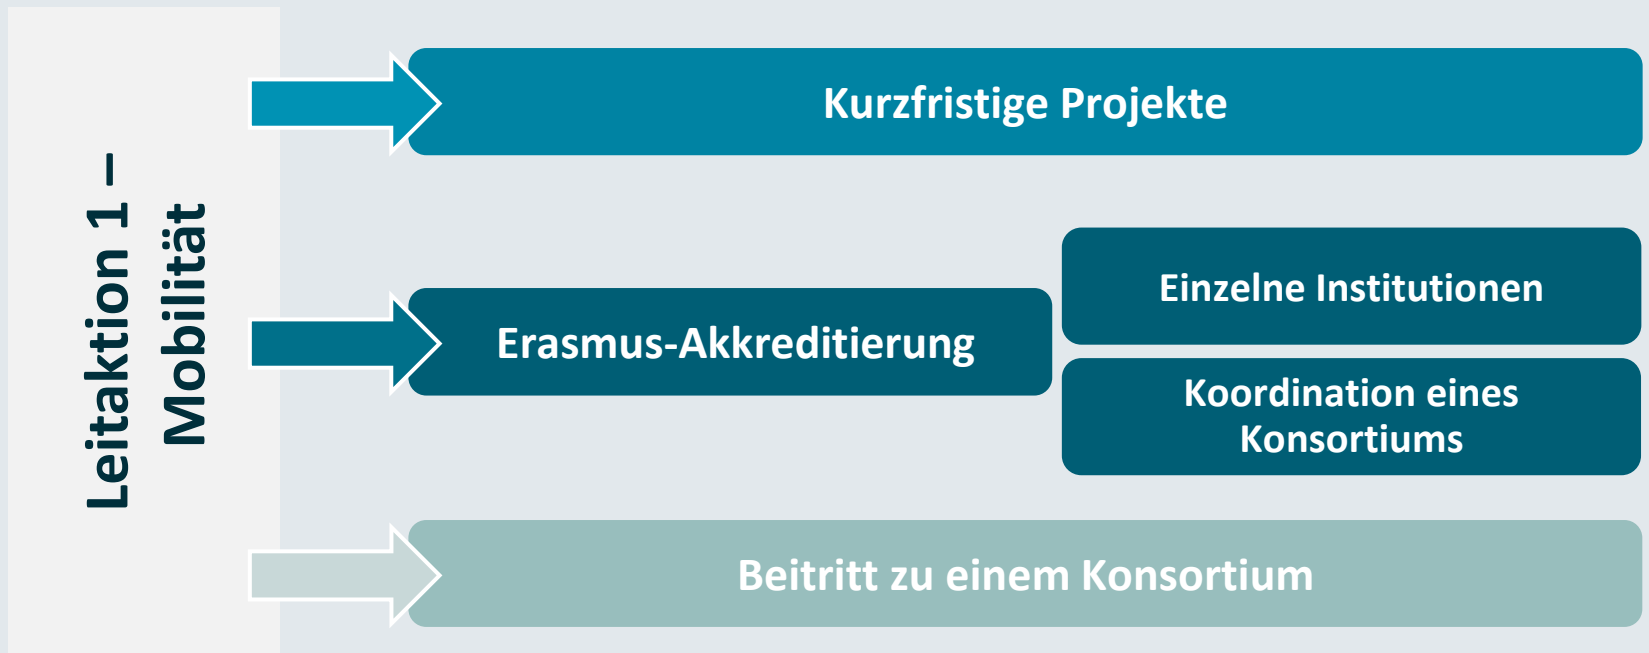 Leitaktion 1 –
Mobilität
Kurzfristige Projekte
Erasmus-Akkreditierung
Einzelne Institutionen
Koordination eines
Konsortiums
Beitritt zu einem Konsortium